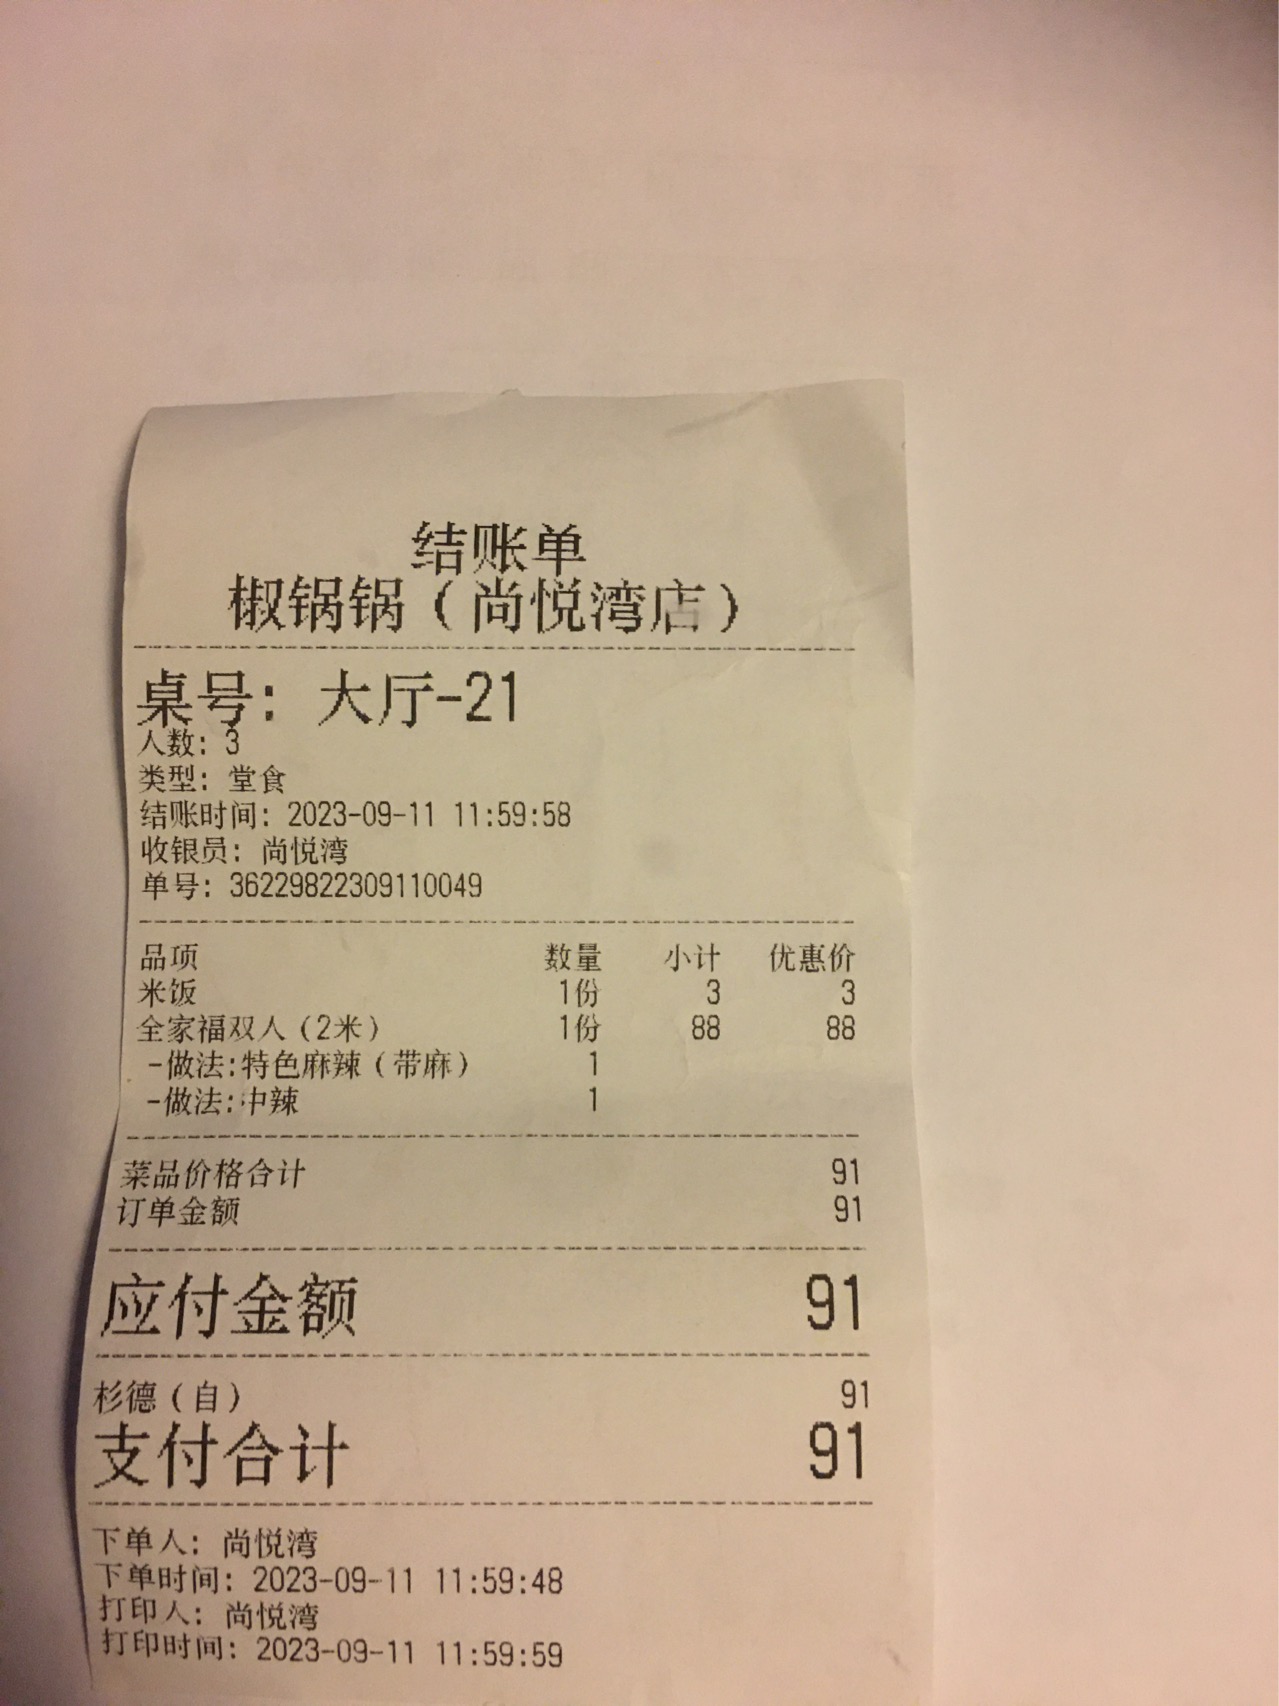 结账单
椒锅锅（尚悦湾店）
桌号：大厅-21
人数：3
类型：堂食
结账时间：2023-09-11 11:59:58
收银员：尚悦湾
单号：36229822309110049
品项 数量 小计 优惠价
米饭 1份 3 3
全家福双人（2米） 1份 88 88
-做法:特色麻辣（带麻） 1
-做法:中辣 1
菜品价格合计 91
订单金额 91
应付金额 91
杉德（自） 91
支付合计 91
下单人：尚悦湾
下单时间：2023-09-11 11:59:48
打印人：尚悦湾
打印时间：2023-09-11 11:59:59